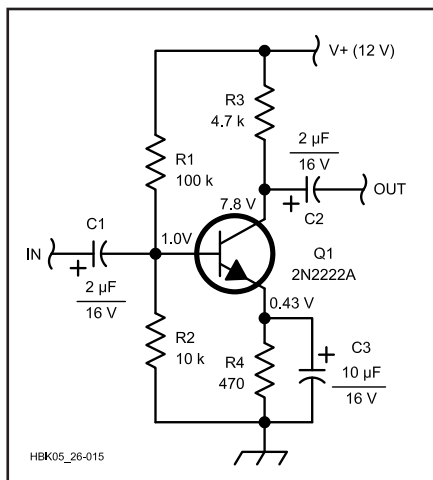 V+ (12 V)
R3
4.7 k
2 µF
16 V
R1
100 k
OUT
7.8 V
+
C2
C1
1.0V
Q1
2N2222A
IN
+
2 µF
16 V
0.43 V
R2
10 k
R4
470
+
C3
10 µF
16 V
HBK05_26-015